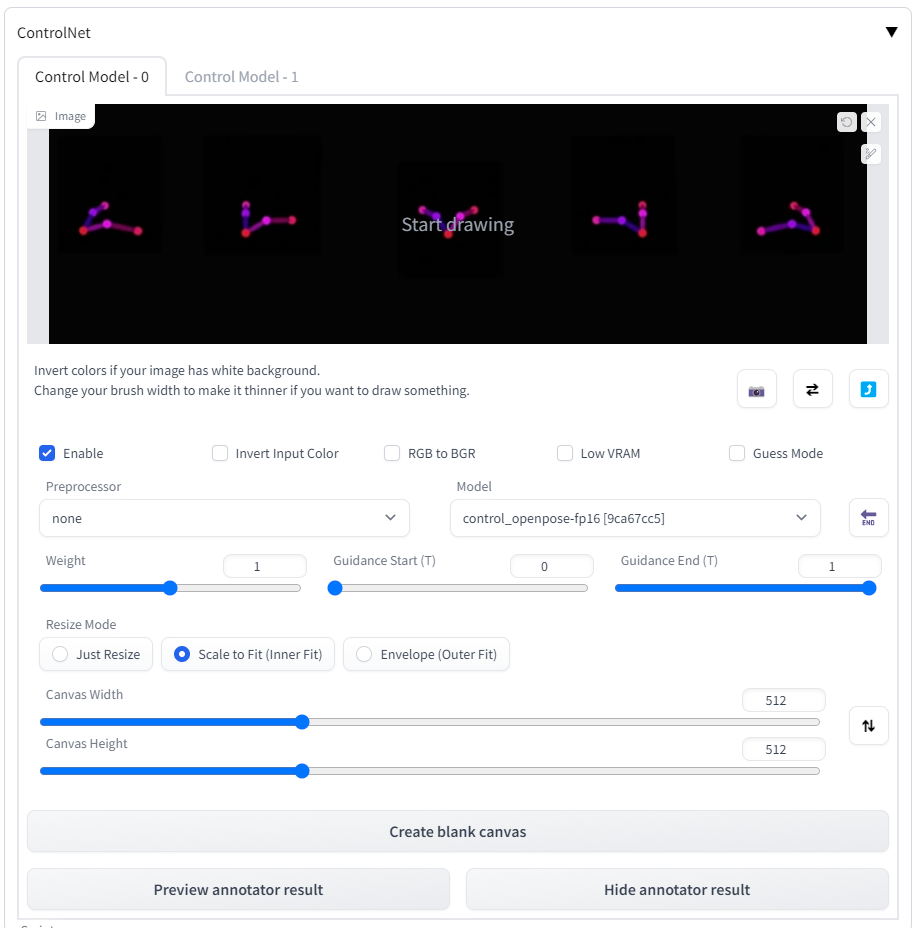 ControlNet
Control Model - 0
Control Model - 1
Image
Start drawing
Invert colors if your image has white background.
Change your brush width to make it thinner if you want to draw something.
Enable
Invert Input Color
RGB to BGR
Low VRAM
Guess Mode
Preprocessor
Model
none
control_openpose-fp16 [9ca67cc5]
END
Weight
1
Guidance Start (T)
0
Guidance End (T)
1
Resize Mode
Just Resize
Scale to Fit (Inner Fit)
Envelope (Outer Fit)
Canvas Width
512
Canvas Height
512
Create blank canvas
Preview annotator result
Hide annotator result